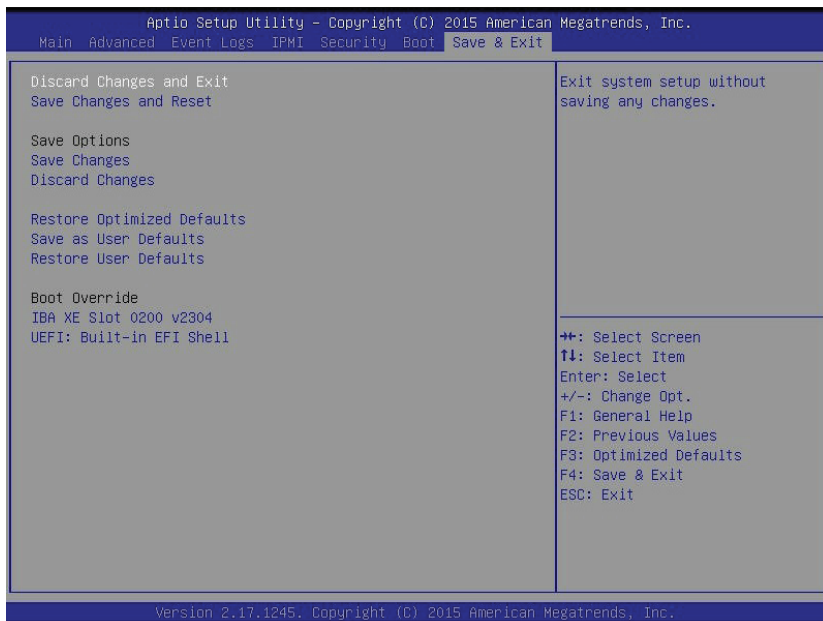 Aptio Setup Utility – Copyright (C) 2015 American Megatrends, Inc.
Main Advanced Event Logs IPMI Security Boot Save & Exit
Discard Changes and Exit
Save Changes and Reset
Save Options
Save Changes
Discard Changes
Restore Optimized Defaults
Save as User Defaults
Restore User Defaults
Boot Override
IBA XE Slot 0200 v2304
UEFI: Built-in EFI Shell
Exit system setup without
saving any changes.
→←: Select Screen
↑↓: Select Item
Enter: Select
+/-: Change Opt.
F1: General Help
F2: Previous Values
F3: Optimized Defaults
F4: Save & Exit
ESC: Exit
Version 2.17.1245. Copyright (C) 2015 American Megatrends, Inc.